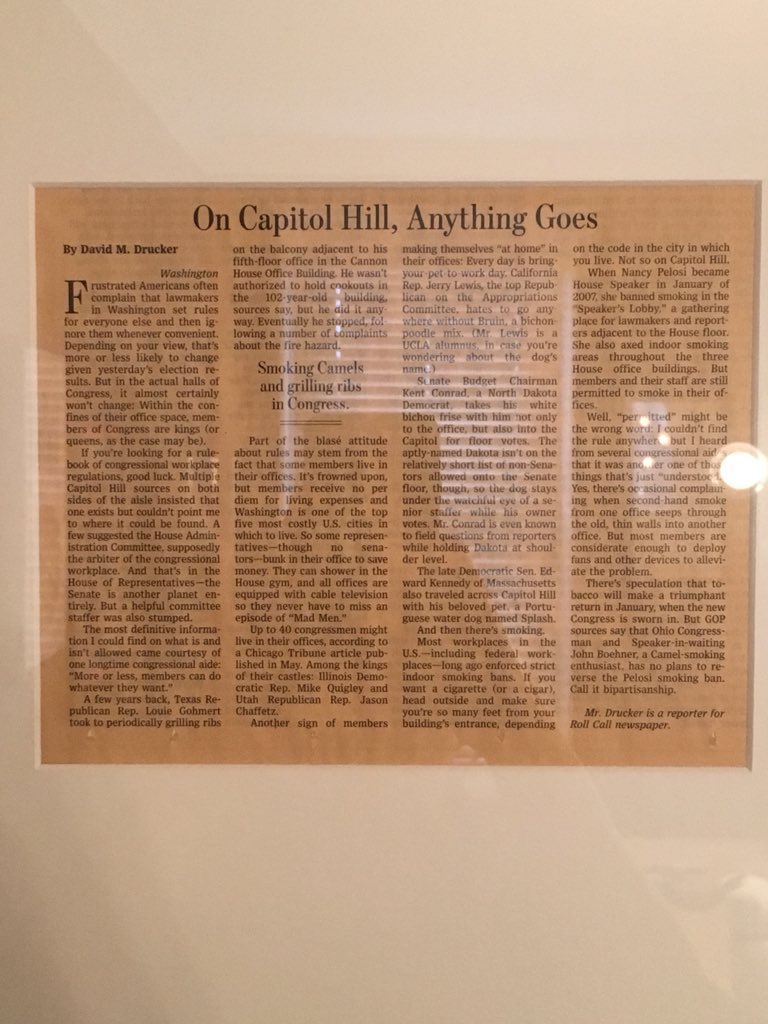 On Capitol Hill, Anything Goes
By David M. Drucker
Washington
Frustrated Americans often
complain that lawmakers
in Washington set rules
for everyone else and then ig-
nore them whenever convenient.
Depending on your view, that's
more or less likely to change
given yesterday's election re-
sults. But in the actual halls of
Congress, it almost certainly
won't change: Within the con-
fines of their office space, mem-
bers of Congress are kings (or
queens, as the case may be).
If you're looking for a rule-
book of congressional workplace
regulations, good luck. Multiple
Capitol Hill sources on both
sides of the aisle insisted that
one exists but couldn't point me
to where it could be found. A
few suggested the House Admin-
istration Committee, supposedly
the arbiter of the congressional
workplace. And that's in the
House of Representatives—the
Senate is another planet en-
tirely. But a helpful committee
staffer was also stumped.
The most definitive informa-
tion I could find on what is and
isn't allowed came courtesy of
one longtime congressional aide:
"More or less, members can do
whatever they want."
A few years back, Texas Re-
publican Rep. Louie Gohmert
took to periodically grilling ribs
on the balcony adjacent to his
fifth-floor office in the Cannon
House Office Building. He wasn't
authorized to hold cookouts in
the 102-year-old building,
sources say, but he did it any-
way. Eventually he stopped, fol-
lowing a number of complaints
about the fire hazard.
Smoking Camels
and grilling ribs
in Congress.
Part of the blasé attitude
about rules may stem from the
fact that some members live in
their offices. It's frowned upon,
but members receive no per
diem for living expenses and
Washington is one of the top
five most costly U.S. cities in
which to live. So some represen-
tatives—though no sena-
tors—bunk in their office to save
money. They can shower in the
House gym, and all offices are
equipped with cable television
so they never have to miss an
episode of "Mad Men."
Up to 40 congressmen might
live in their offices, according to
a Chicago Tribune article pub-
lished in May. Among the kings
of their castles: Illinois Demo-
cratic Rep. Mike Quigley and
Utah Republican Rep. Jason
Chaffetz.
Another sign of members
making themselves "at home" in
their offices: Every day is bring-
your-pet-to-work day. California
Rep. Jerry Lewis, the top Repub-
lican on the Appropriations
Committee, hates to go any-
where without Bruin, a bichon-
poodle mix. (Mr. Lewis is a
UCLA alumnus, in case you're
wondering about the dog's
name.)
Senate Budget Chairman
Kent Conrad, a North Dakota
Democrat, takes his white
bichon frise with him not only
to the office, but also into the
Capitol for floor votes. The
aptly-named Dakota isn't on the
relatively short list of non-Sena-
tors allowed onto the Senate
floor, though, so the dog stays
under the watchful eye of a se-
nior staffer while his owner
votes. Mr. Conrad is even known
to field questions from reporters
while holding Dakota at shoul-
der level.
The late Democratic Sen. Ed-
ward Kennedy of Massachusetts
also traveled across Capitol Hill
with his beloved pet, a Portu-
guese water dog named Splash.
And then there's smoking.
Most workplaces in the
U.S.—including federal work-
places—long ago enforced strict
indoor smoking bans. If you
want a cigarette (or a cigar),
head outside and make sure
you're so many feet from your
building's entrance, depending
on the code in the city in which
you live. Not so on Capitol Hill.
When Nancy Pelosi became
House Speaker in January of
2007, she banned smoking in the
"Speaker's Lobby," a gathering
place for lawmakers and report-
ers adjacent to the House floor.
She also axed indoor smoking
areas throughout the three
House office buildings. But
members and their staff are still
permitted to smoke in their of-
fices.
Well, "permitted" might be
the wrong word: I couldn't find
the rule anywhere, but I heard
from several congressional aides
that it was another one of those
things that's just "understood."
Yes, there's occasional complain-
ing when second-hand smoke
from one office seeps through
the old, thin walls into another
office. But most members are
considerate enough to deploy
fans and other devices to allevi-
ate the problem.
There's speculation that to-
bacco will make a triumphant
return in January, when the new
Congress is sworn in. But GOP
sources say that Ohio Congress-
man and Speaker-in-waiting
John Boehner, a Camel-smoking
enthusiast, has no plans to re-
verse the Pelosi smoking ban.
Call it bipartisanship.
Mr. Drucker is a reporter for
Roll Call newspaper.